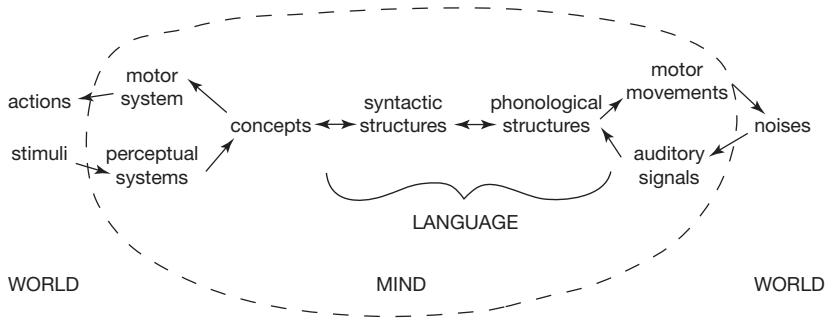 motor
system
actions
stimuli
perceptual
systems
concepts
syntactic
structures
phonological
structures
motor
movements
auditory
signals
noises
LANGUAGE
WORLD
MIND
WORLD